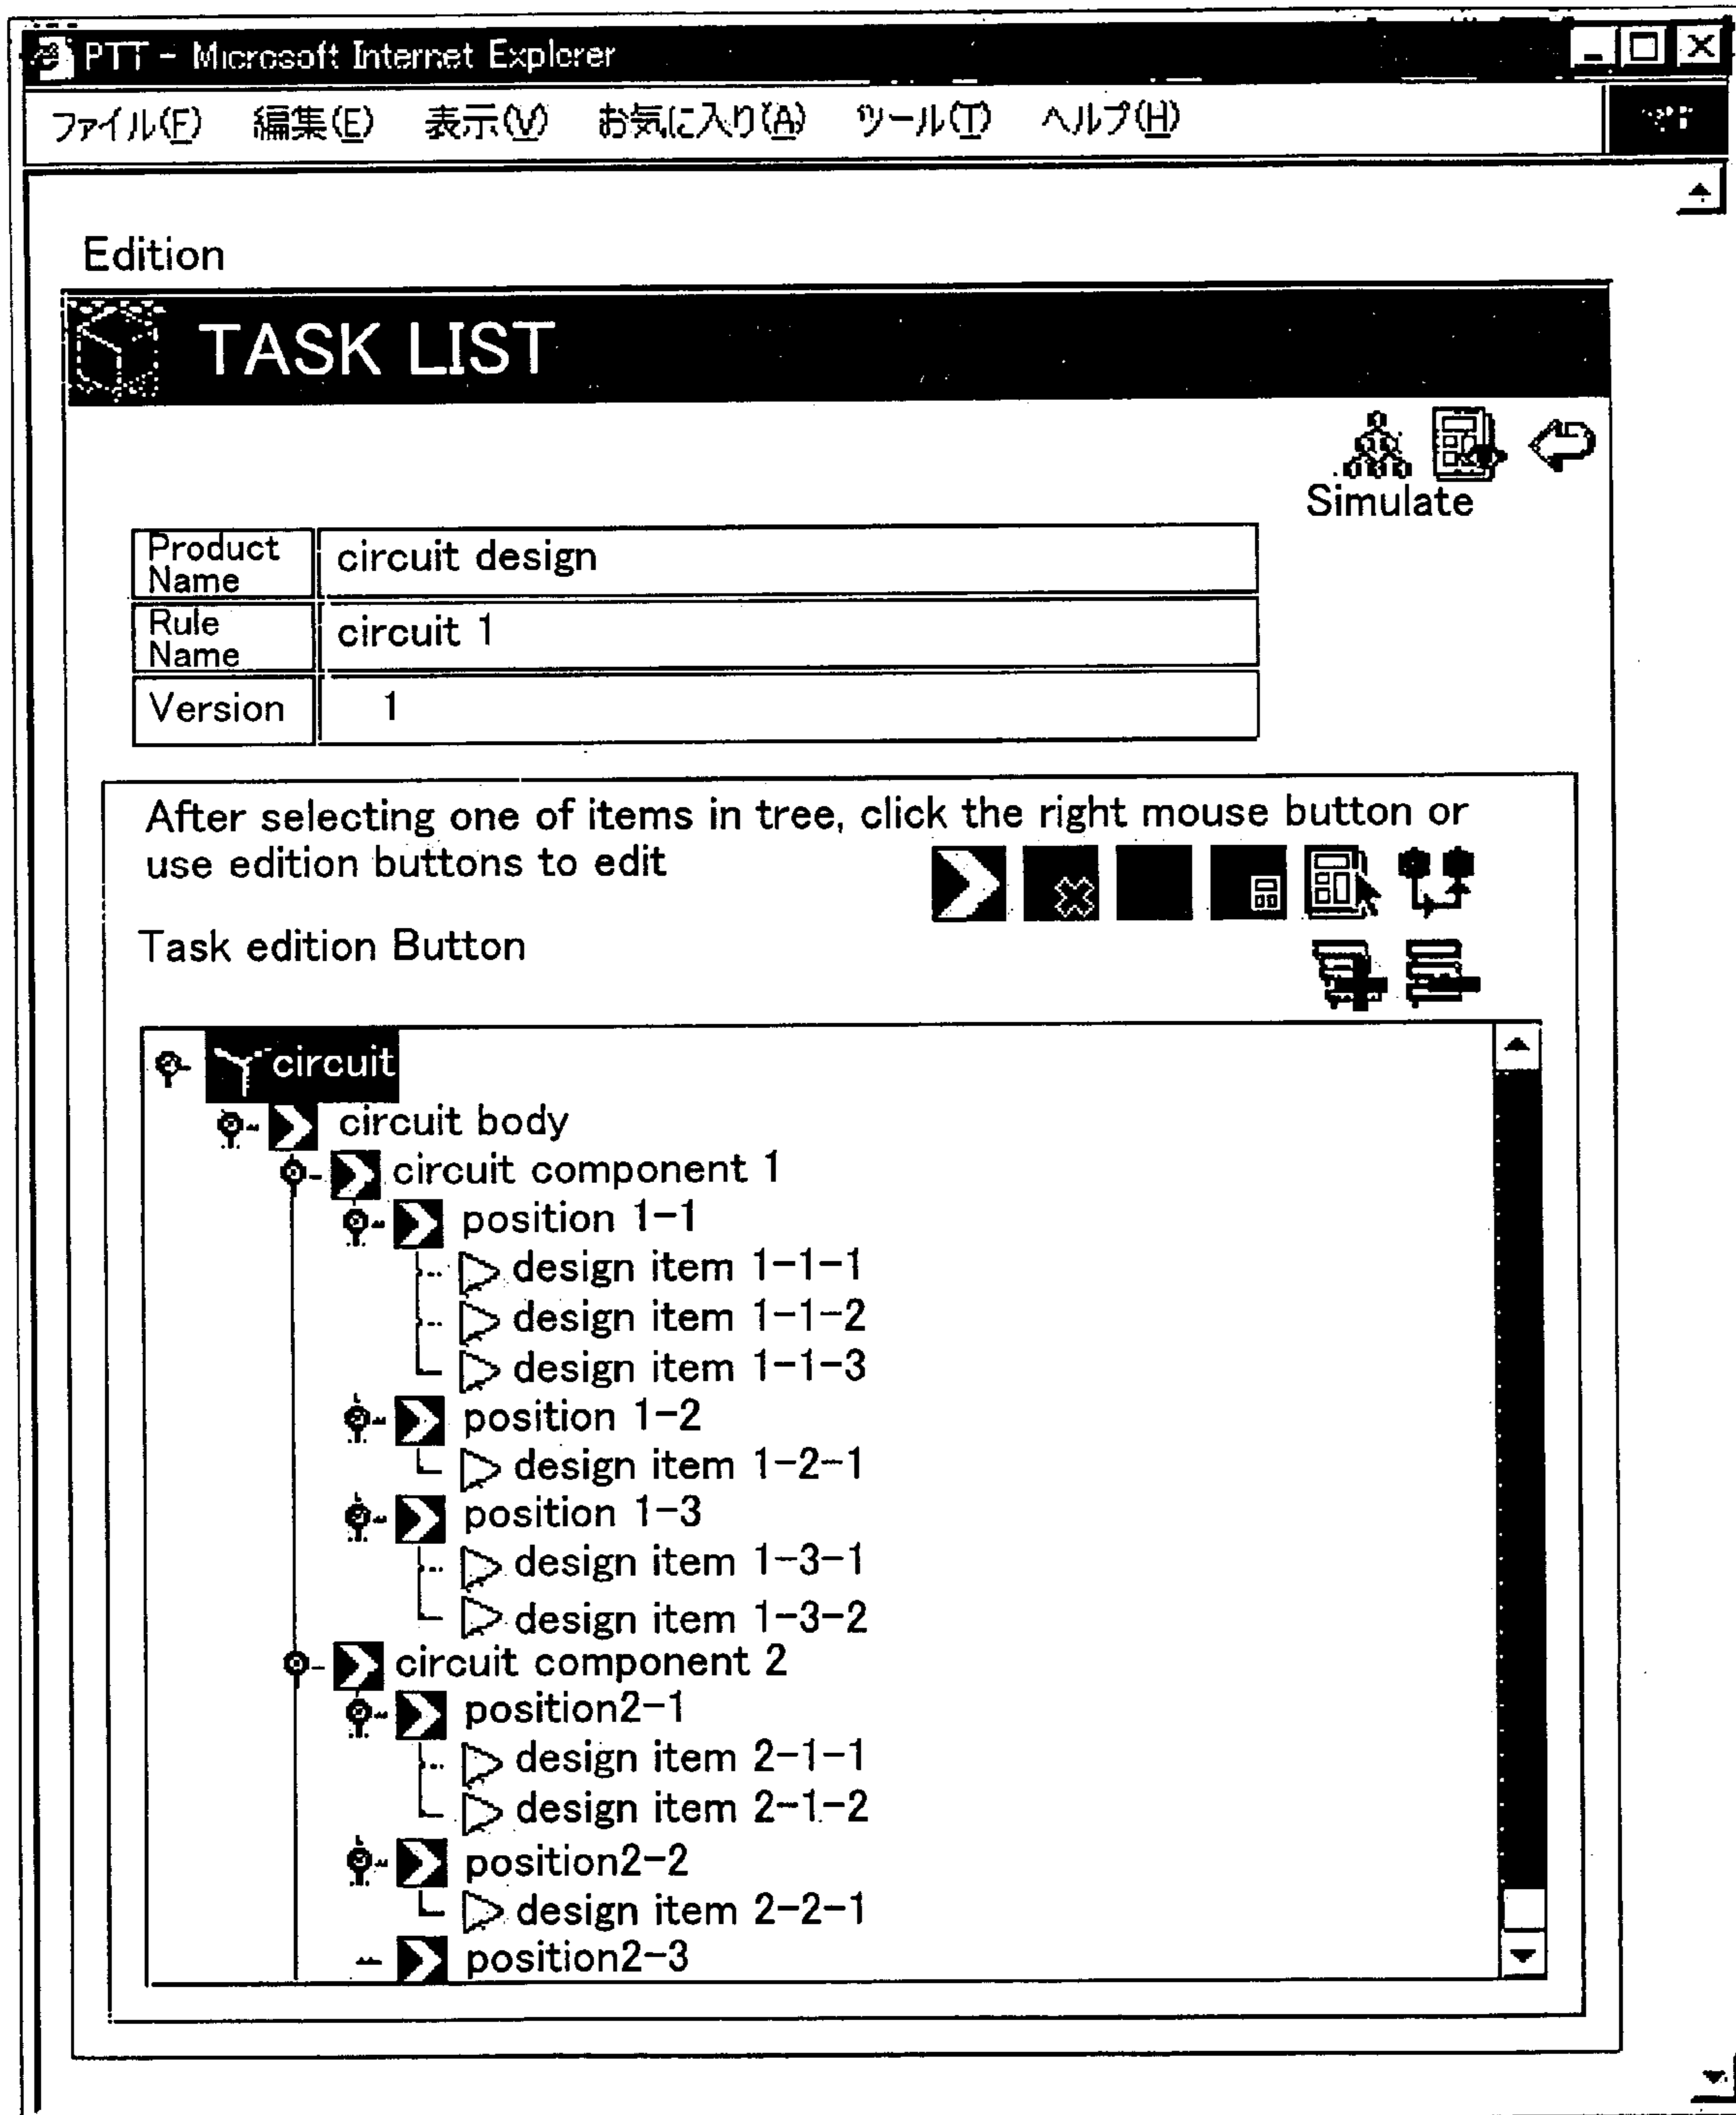 PTT - Microsoft Internet Explorer
ファイル(F) 編集(E) 表示(V) お気に入り(A) ツール(T) ヘルプ(H)
Edition
TASK LIST
Simulate
Product
Name
circuit design
Rule
Name
circuit 1
Version
1
After selecting one of items in tree, click the right mouse button or
use edition buttons to edit
Task edition Button
circuit
circuit body
circuit component 1
position 1-1
design item 1-1-1
design item 1-1-2
design item 1-1-3
position 1-2
design item 1-2-1
position 1-3
design item 1-3-1
design item 1-3-2
circuit component 2
position2-1
design item 2-1-1
design item 2-1-2
position2-2
design item 2-2-1
position2-3